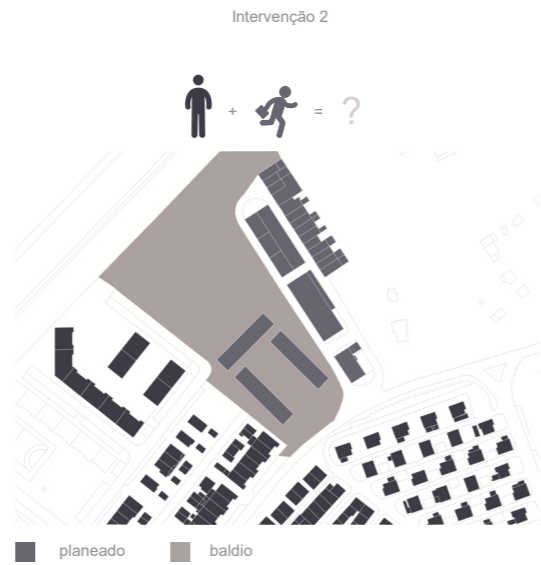 Intervenção 2
+ = ?
planeado
baldio